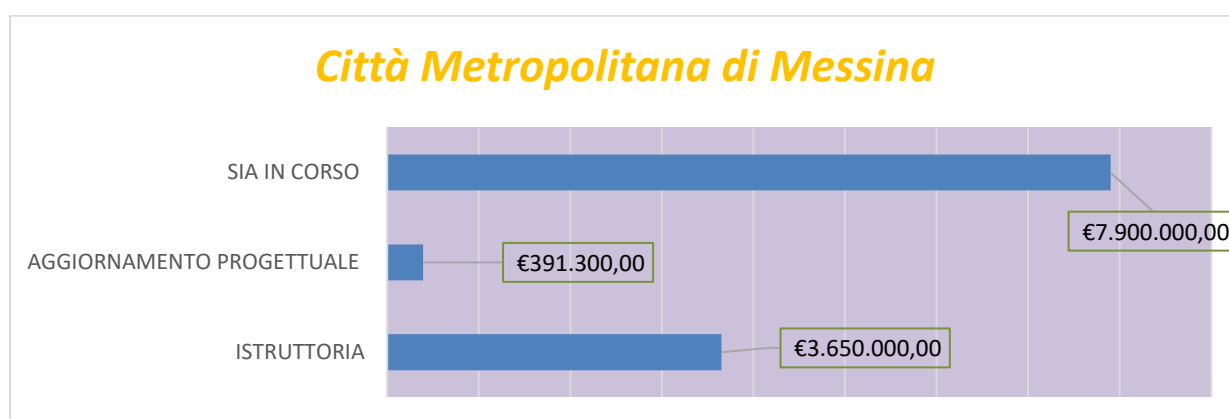 Città Metropolitana di Messina
SIA IN CORSO
€7.900.000,00
AGGIORNAMENTO PROGETTUALE
€391.300,00
ISTRUTTORIA
€3.650.000,00